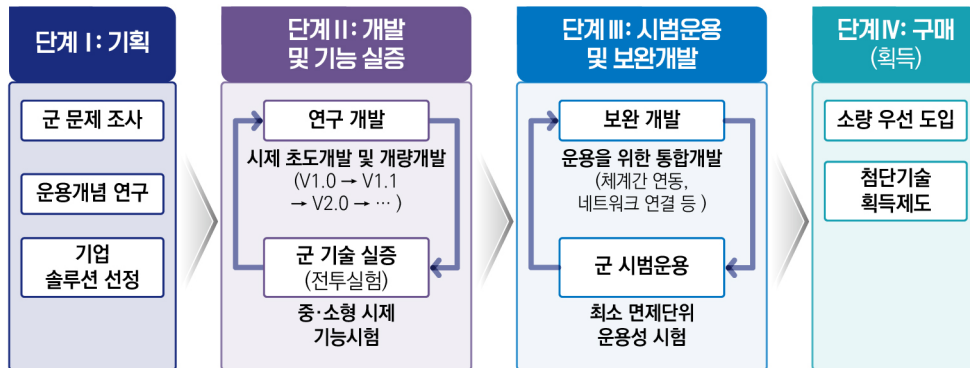 단계 I: 기획
군 문제 조사
운용개념 연구
기업
솔루션 선정
단계II: 개발
및 기능 실증
연구 개발
시제 초도개발 및 개량개발
(V1.0 → V1.1
→ V2.0 → ··· )
군 기술 실증
(전투실험)
중·소형 시제
기능시험
단계Ⅲ: 시범운용
및 보완개발
보완 개발
운용을 위한 통합개발
(체계간 연동,
네트워크 연결 등 )
군 시범운용
최소 면제단위
운용성 시험
단계Ⅳ: 구매
(획득)
소량 우선 도입
첨단기술
획득제도